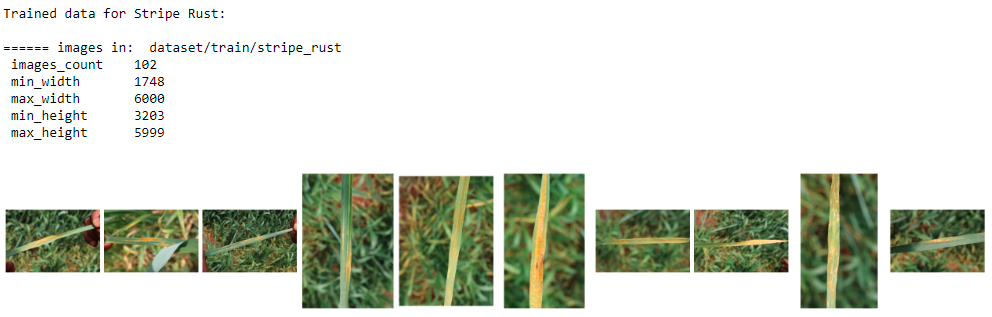 Trained data for Stripe Rust:
====== images in:  dataset/train/stripe_rust
images_count    102
min_width       1748
max_width       6000
min_height      3203
max_height      5999